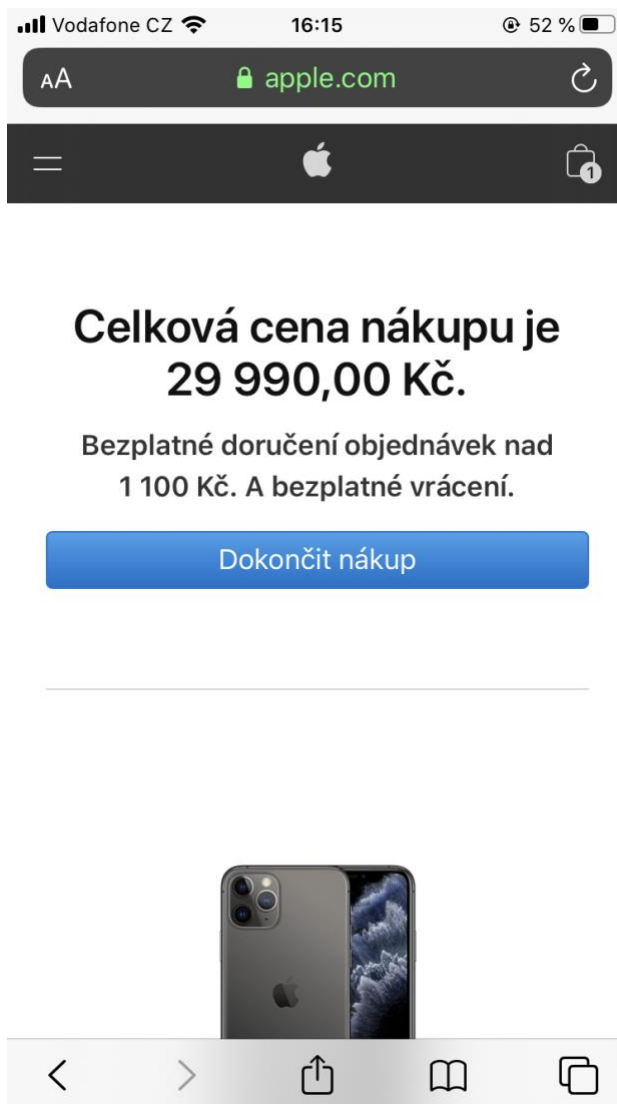 Vodafone CZ 16:15 52 %
AA apple.com
1
Celková cena nákupu je
29 990,00 Kč.
Bezplatné doručení objednávek nad
1 100 Kč. A bezplatné vrácení.
Dokončit nákup